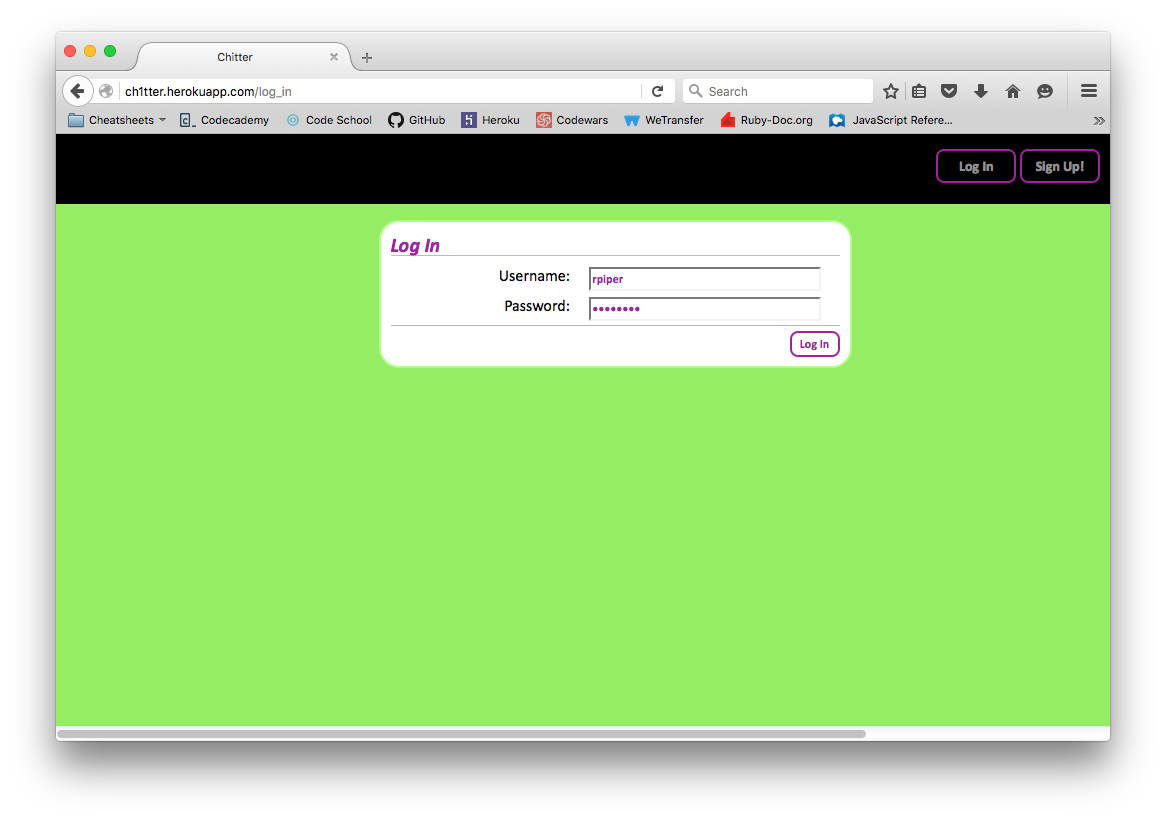 Chitter
ch1tter.herokuapp.com/log_in
Search
Cheatsheets
Codecademy
Code School
GitHub
Heroku
Codewars
WeTransfer
Ruby-Doc.org
JavaScript Refere...
Log In
Sign Up!
Log In
Username:
rpiper
Password:
••••••••
Log In